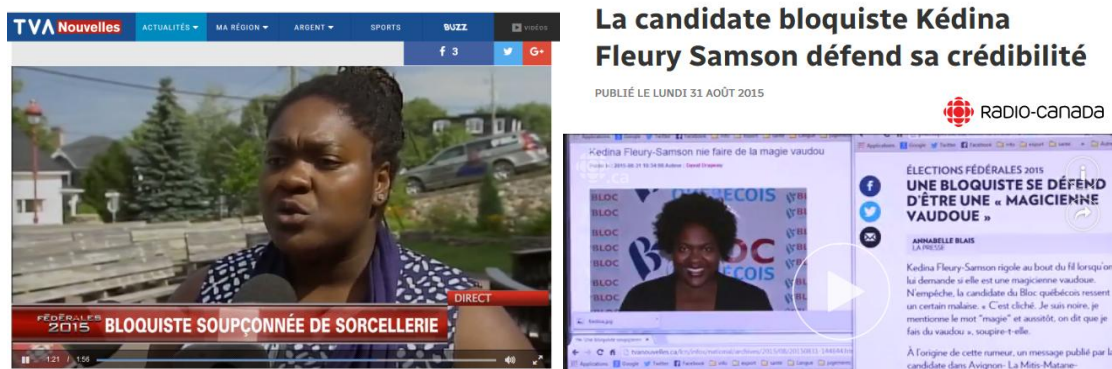 TVA Nouvelles
ACTUALITÉS
MA RÉGION
ARGENT
SPORTS
BUZZ
VIDÉOS
f 3
G+
DIRECT
FÉDÉRALES
2015
BLOQUISTE SOUPÇONNÉE DE SORCELLERIE
1:21 / 1:56
La candidate bloquiste Kédina
Fleury Samson défend sa crédibilité
PUBLIÉ LE LUNDI 31 AOÛT 2015
RADIO-CANADA
Kedina Fleury-Samson nie faire de la magie vaudou
QUÉBÉCOIS
BLOC
BLOC
BLOC
BLOC
BLOC
ÉLECTIONS FÉDÉRALES 2015
UNE BLOQUISTE SE DÉFEND
D'ÊTRE UNE « MAGICIENNE
VAUDOUE »
ANNABELLE BLAIS
LA PRESSE
Kedina Fleury-Samson rigole au bout du fil lorsqu'on
lui demande si elle est une magicienne vaudoue.
N'empêche, la candidate du Bloc québécois ressent
un certain malaise. « C'est cliché. Je suis noire, je
mentionne le mot "magie" et aussitôt, on dit que je
fais du vaudou », soupire-t-elle.
À l'origine de cette rumeur, un message publié par la
candidate dans Avignon- La Mitis-Matane-